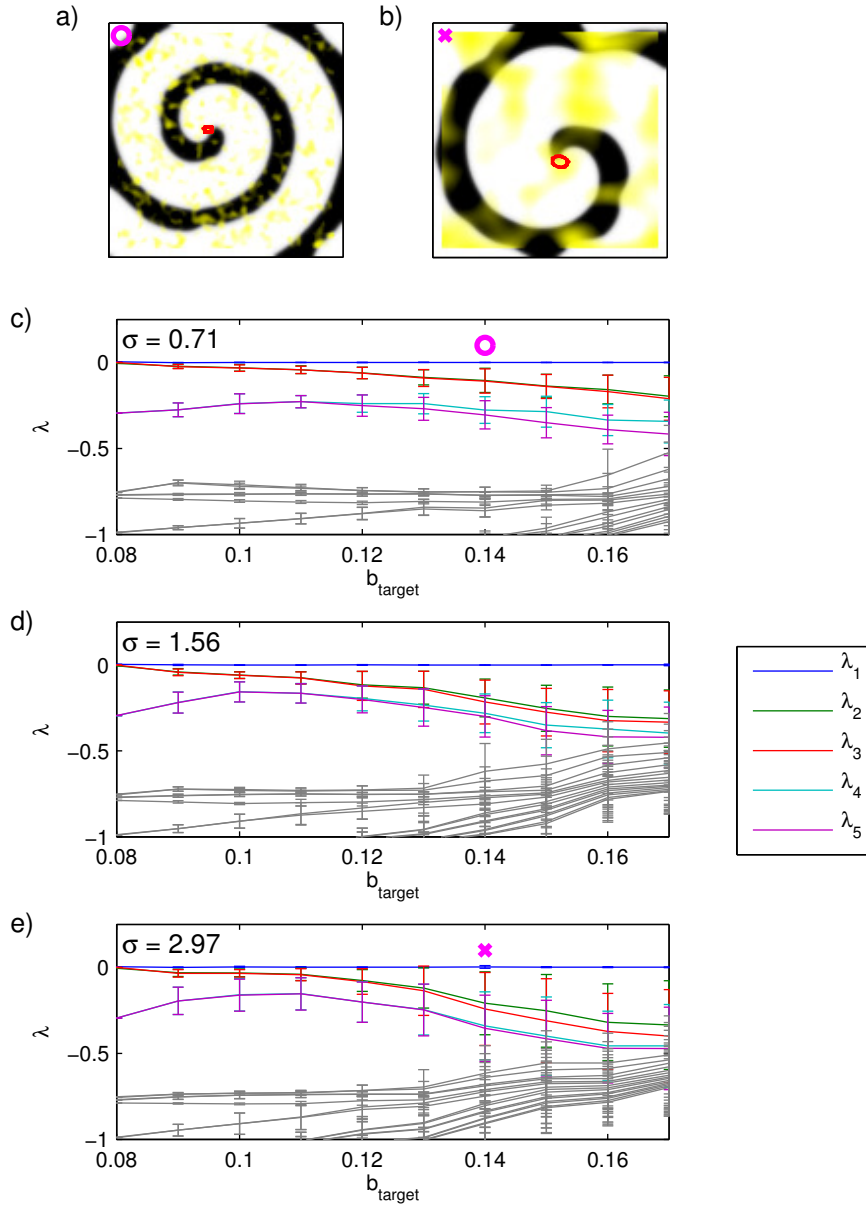 a)
b)
c)
σ = 0.71
0
−0.5
−1
λ
0.08
0.1
0.12
0.14
0.16
b_target
d)
σ = 1.56
0
−0.5
−1
λ
0.08
0.1
0.12
0.14
0.16
b_target
λ_1
λ_2
λ_3
λ_4
λ_5
e)
σ = 2.97
0
−0.5
−1
λ
0.08
0.1
0.12
0.14
0.16
b_target